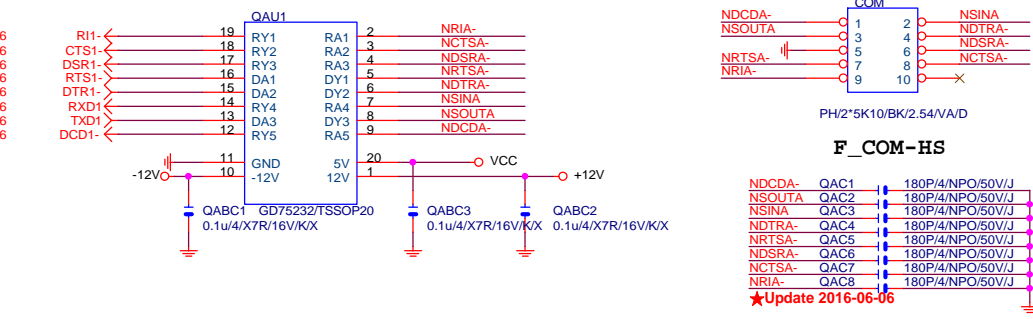 QAU1
6 RI1- 19 RY1 RA1 2 NRIA-
6 CTS1- 18 RY2 RA2 3 NCTSA-
6 DSR1- 17 RY3 RA3 4 NDSRA-
6 RTS1- 16 DA1 DY1 5 NRTSA-
6 DTR1- 15 DA2 DY2 6 NDTRA-
6 RXD1 14 RY4 RA4 7 NSINA
6 TXD1 13 DA3 DY3 8 NSOUTA
6 DCD1- 12 RY5 RA5 9 NDCDA-
11 GND 5V 20 VCC
-12V 10 -12V 12V 1 +12V
QABC1 GD75232/TSSOP20 QABC3 QABC2
0.1u/4/X7R/16V/K/X 0.1u/4/X7R/16V/K/X 0.1u/4/X7R/16V/K/X
COM
NDCDA- 1 2 NSINA
NSOUTA 3 4 NDTRA-
5 6 NDSRA-
NRTSA- 7 8 NCTSA-
NRIA- 9 10
PH/2*5K10/BK/2.54/VA/D
F_COM-HS
NDCDA- QAC1 180P/4/NPO/50V/J
NSOUTA QAC2 180P/4/NPO/50V/J
NSINA QAC3 180P/4/NPO/50V/J
NDTRA- QAC4 180P/4/NPO/50V/J
NRTSA- QAC5 180P/4/NPO/50V/J
NDSRA- QAC6 180P/4/NPO/50V/J
NCTSA- QAC7 180P/4/NPO/50V/J
NRIA- QAC8 180P/4/NPO/50V/J
★Update 2016-06-06